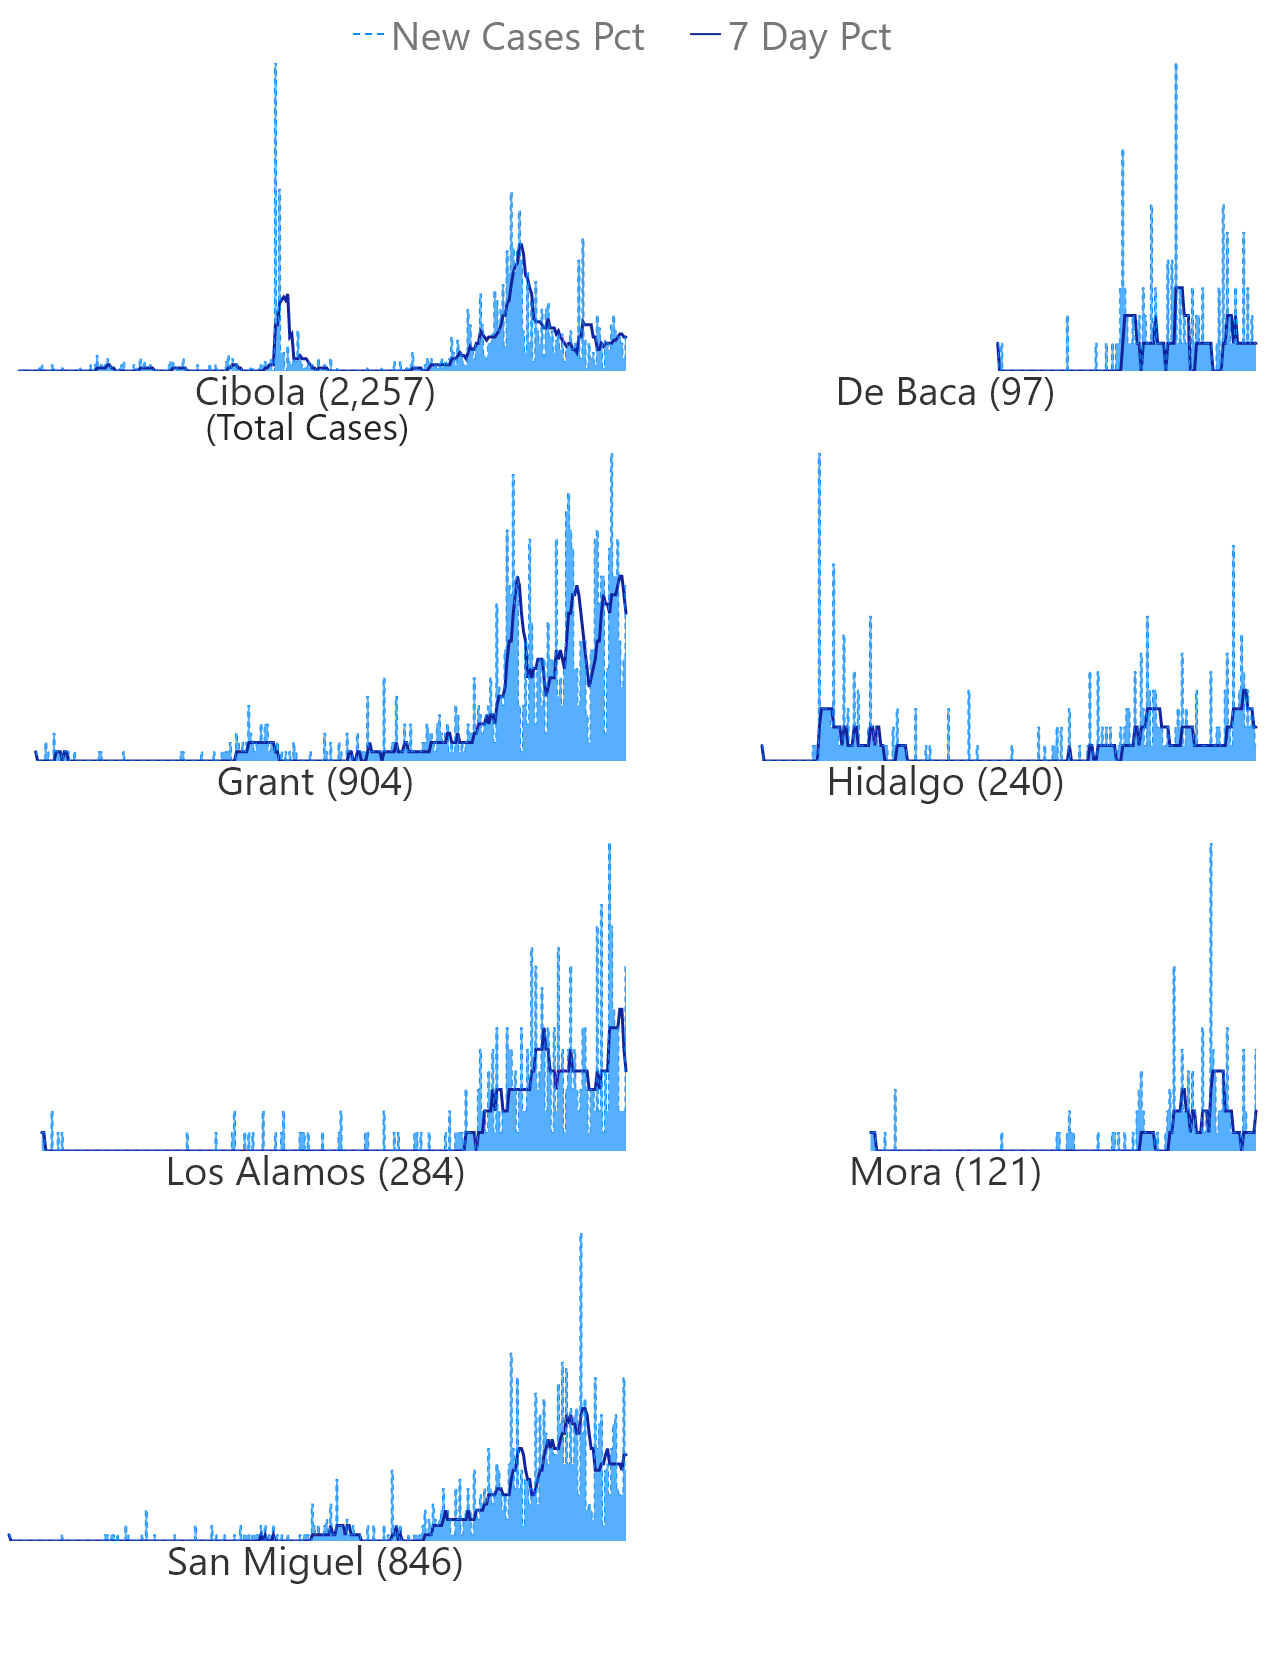 New Cases Pct 7 Day Pct
Cibola (2,257)
(Total Cases)
De Baca (97)
Grant (904)
Hidalgo (240)
Los Alamos (284)
Mora (121)
San Miguel (846)